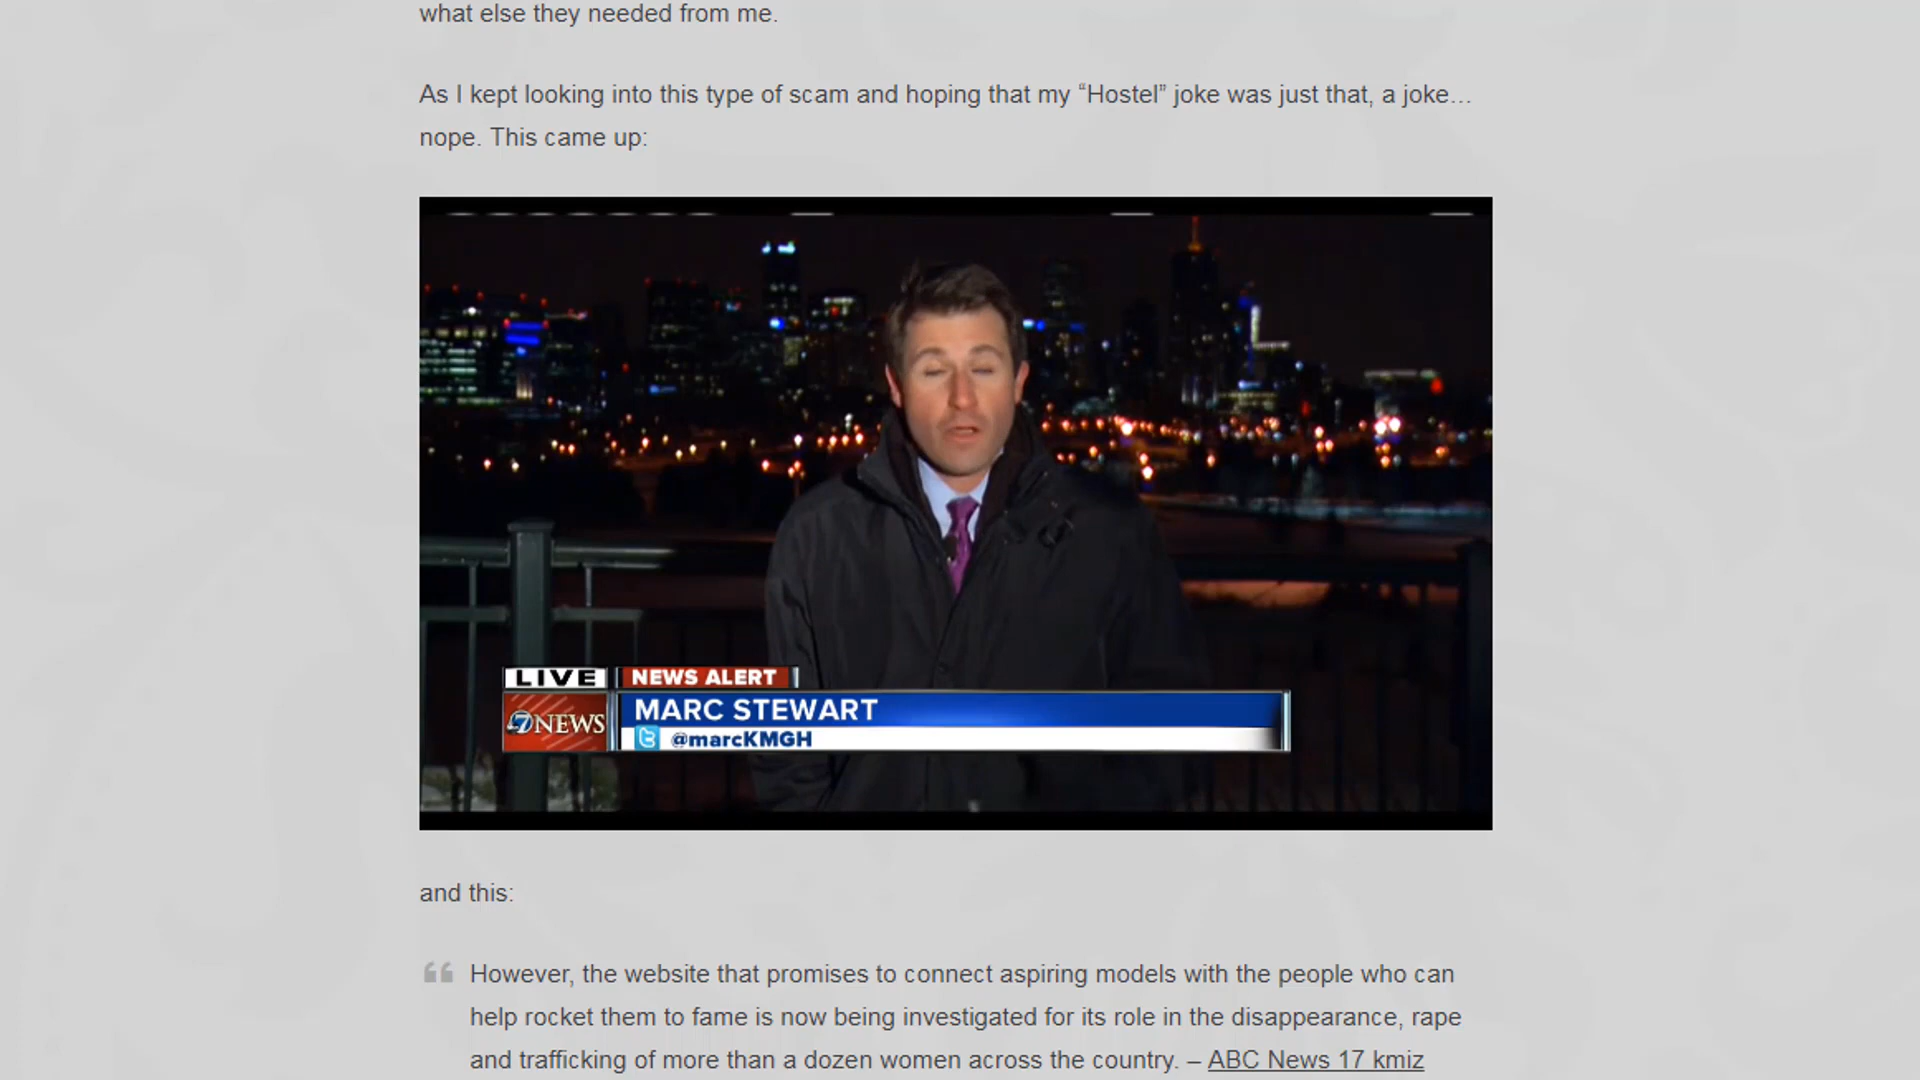 what else they needed from me.
As I kept looking into this type of scam and hoping that my “Hostel” joke was just that, a joke…
nope. This came up:
LIVE NEWS ALERT
7NEWS MARC STEWART
@marcKMGH
and this:
However, the website that promises to connect aspiring models with the people who can
help rocket them to fame is now being investigated for its role in the disappearance, rape
and trafficking of more than a dozen women across the country. – ABC News 17 kmiz